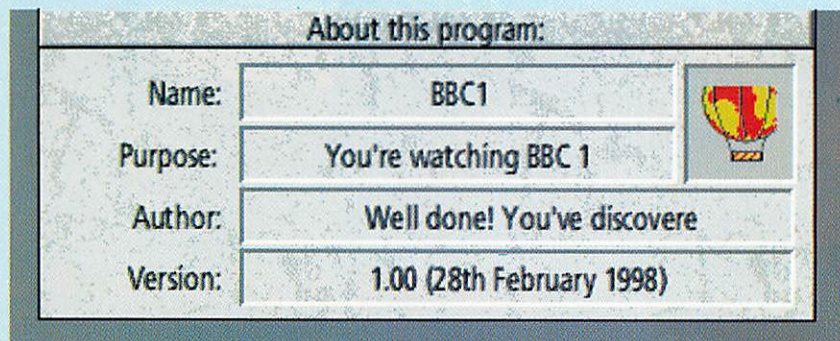 About this program:
Name: BBC1
Purpose: You're watching BBC 1
Author: Well done! You've discovere
Version: 1.00 (28th February 1998)